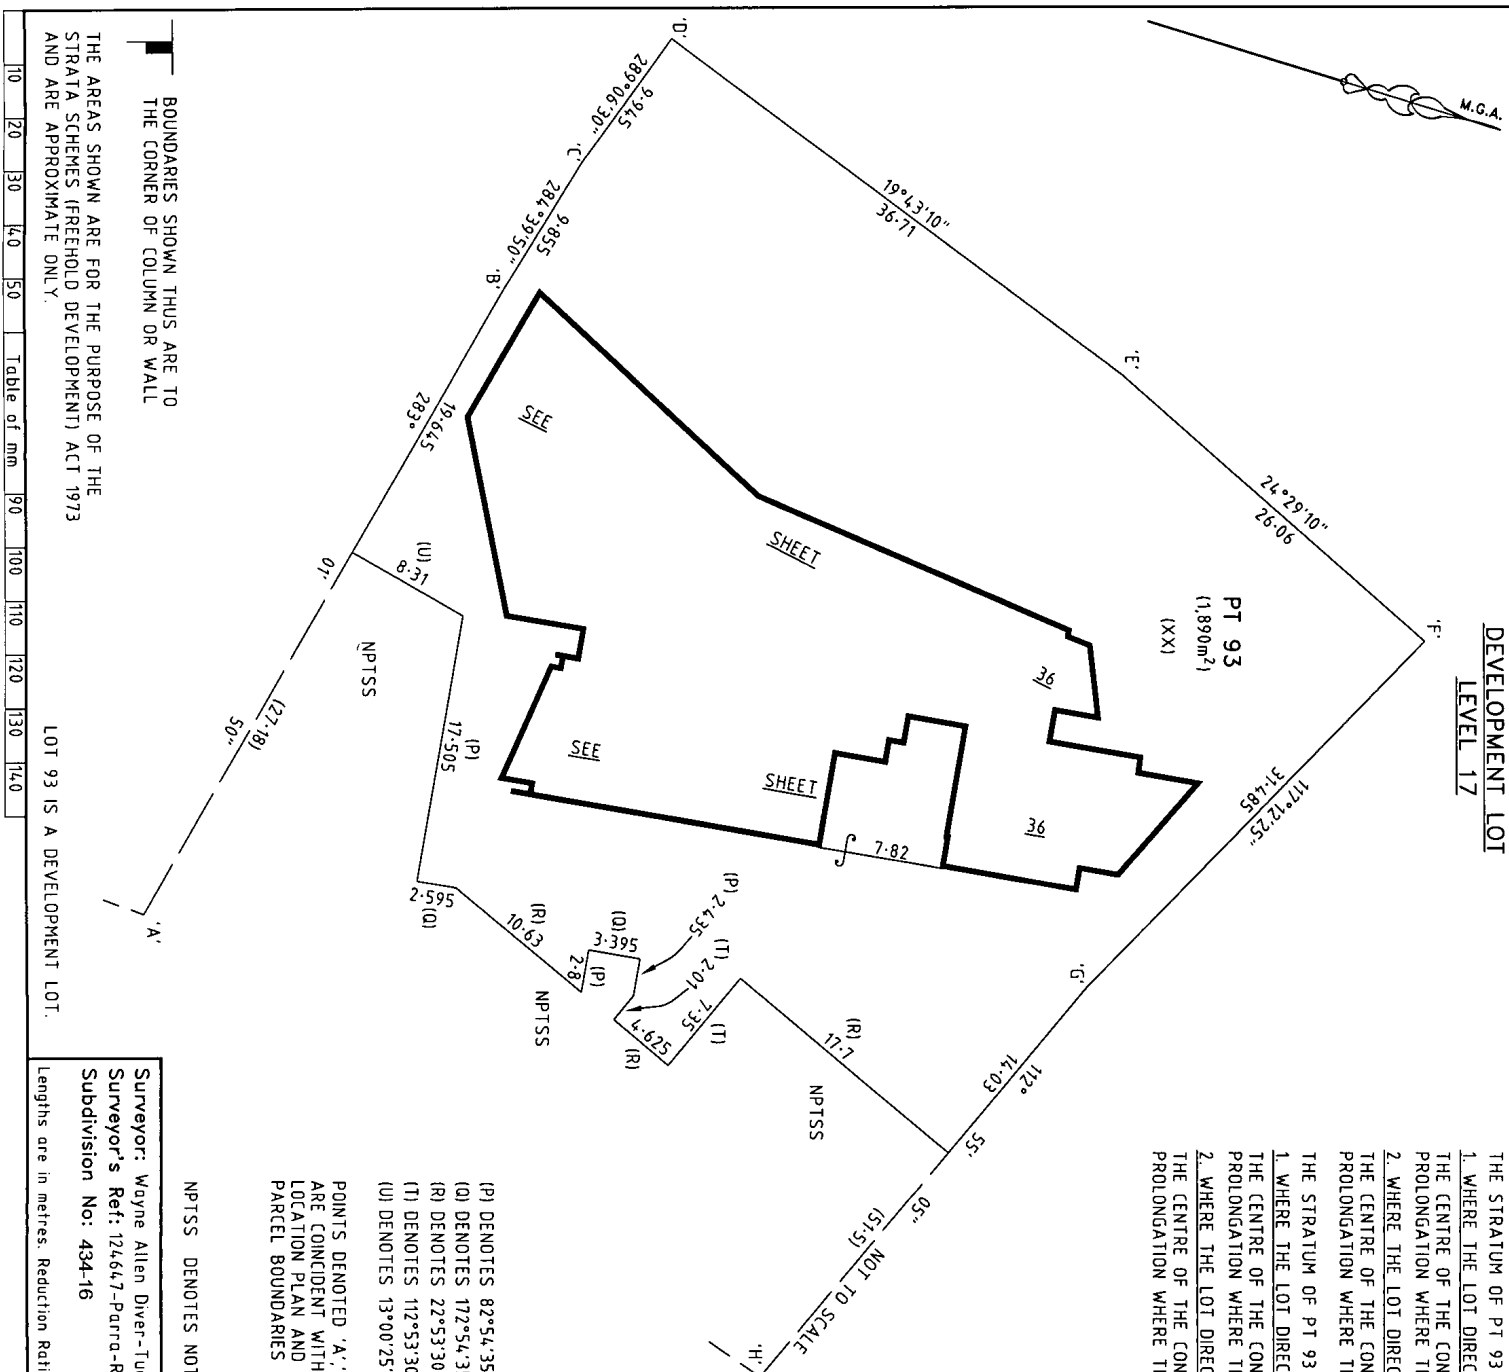 M.G.A.
DEVELOPMENT LOT
LEVEL 17
'D'
289°06'30"
9·945
'C'
284°39'50"
9·855
'B'
19·645
283°
01'
(27·18)
50"
'A'
19°43'10"
36·71
'E'
24°29'10"
26·06
'F'
117°12'25"
31·485
'G'
112°
14·03
55'
05"
(51·5)
NOT TO SCALE
'H'
PT 93
(1,890m²)
(XX)
SEE
SHEET
36
SEE
SHEET
36
7·82
(U)
8·31
NPTSS
(P)
17·505
2·595
(Q)
(R)
10·63
2·8
(P)
(Q)
3·395
(P) 2·435
(T) 2·01
4·625
(R)
7·35
(T)
(R)
17·7
NPTSS
NPTSS
BOUNDARIES SHOWN THUS ARE TO
THE CORNER OF COLUMN OR WALL
THE AREAS SHOWN ARE FOR THE PURPOSE OF THE
STRATA SCHEMES (FREEHOLD DEVELOPMENT) ACT 1973
AND ARE APPROXIMATE ONLY.
LOT 93 IS A DEVELOPMENT LOT.
THE STRATUM OF PT 93
1. WHERE THE LOT DIREC
THE CENTRE OF THE CON
PROLONGATION WHERE T
2. WHERE THE LOT DIREC
THE CENTRE OF THE CON
PROLONGATION WHERE T
THE STRATUM OF PT 93
1. WHERE THE LOT DIREC
THE CENTRE OF THE CON
PROLONGATION WHERE T
2. WHERE THE LOT DIREC
THE CENTRE OF THE CON
PROLONGATION WHERE T
(P) DENOTES 82°54'35
(Q) DENOTES 172°54'3
(R) DENOTES 22°53'30
(T) DENOTES 112°53'30
(U) DENOTES 13°00'25"
POINTS DENOTED 'A','
ARE COINCIDENT WITH
LOCATION PLAN AND
PARCEL BOUNDARIES
NPTSS DENOTES NOT
Surveyor: Wayne Allen Diver-Tu
Surveyor's Ref: 124647-Parra-R
Subdivision No: 434-16
Lengths are in metres. Reduction Rati
10 20 30 40 50 Table of mm 90 100 110 120 130 140